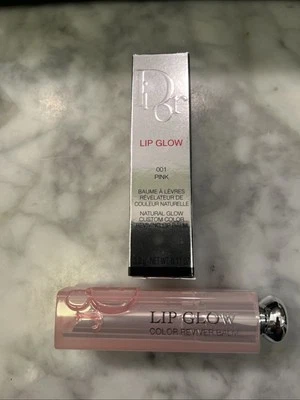 Dior
LIP GLOW
001
PINK
BAUME À LÈVRES
RÉVÉLATEUR DE
COULEUR NATURELLE
NATURAL GLOW
CUSTOM COLOR
LIP GLOW
COLOR REVIVER BALM